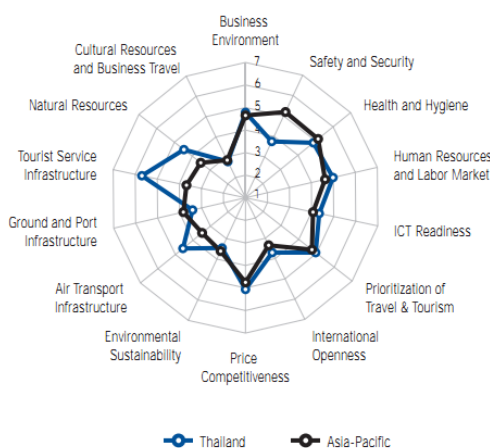 Business
Environment
Safety and Security
Health and Hygiene
Human Resources
and Labor Market
ICT Readiness
Prioritization of
Travel & Tourism
International
Openness
Price
Competitiveness
Environmental
Sustainability
Air Transport
Infrastructure
Ground and Port
Infrastructure
Tourist Service
Infrastructure
Natural Resources
Cultural Resources
and Business Travel
7
6
5
4
3
2
1
Thailand
Asia-Pacific